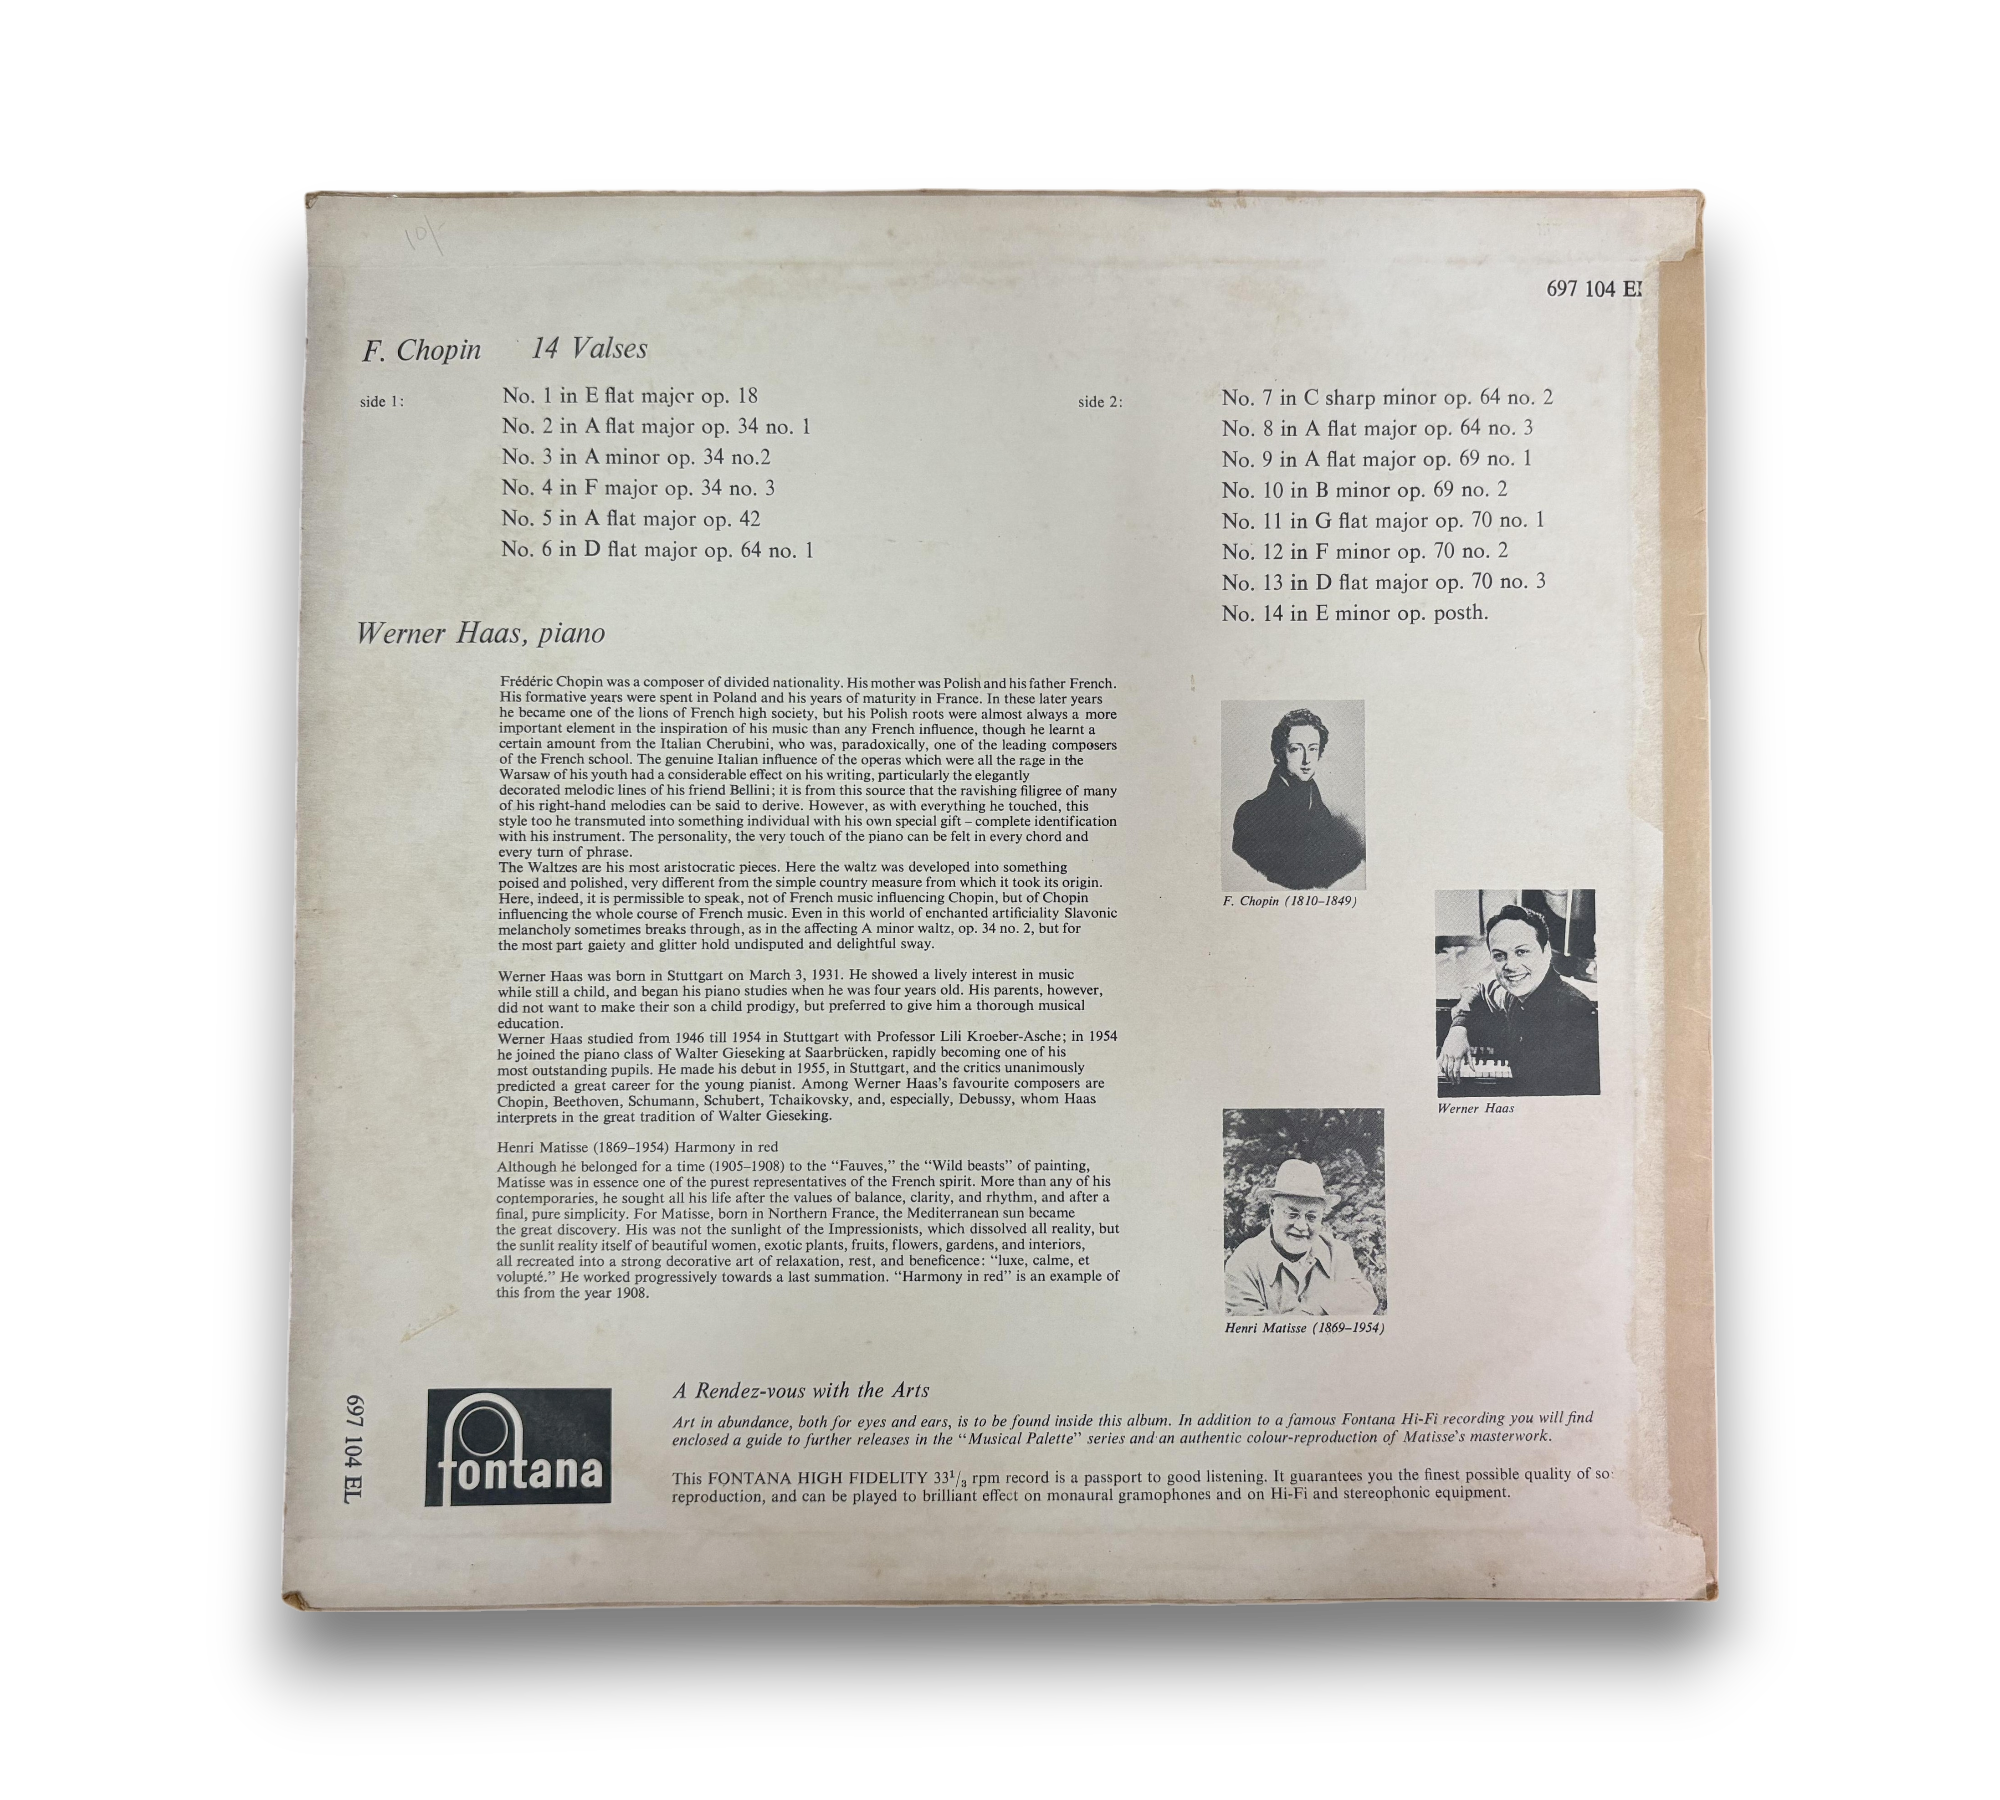 10/-
697 104 EL
F. Chopin 14 Valses
side 1:
No. 1 in E flat major op. 18
No. 2 in A flat major op. 34 no. 1
No. 3 in A minor op. 34 no.2
No. 4 in F major op. 34 no. 3
No. 5 in A flat major op. 42
No. 6 in D flat major op. 64 no. 1
side 2:
No. 7 in C sharp minor op. 64 no. 2
No. 8 in A flat major op. 64 no. 3
No. 9 in A flat major op. 69 no. 1
No. 10 in B minor op. 69 no. 2
No. 11 in G flat major op. 70 no. 1
No. 12 in F minor op. 70 no. 2
No. 13 in D flat major op. 70 no. 3
No. 14 in E minor op. posth.
Werner Haas, piano
Frédéric Chopin was a composer of divided nationality. His mother was Polish and his father French.
His formative years were spent in Poland and his years of maturity in France. In these later years
he became one of the lions of French high society, but his Polish roots were almost always a more
important element in the inspiration of his music than any French influence, though he learnt a
certain amount from the Italian Cherubini, who was, paradoxically, one of the leading composers
of the French school. The genuine Italian influence of the operas which were all the rage in the
Warsaw of his youth had a considerable effect on his writing, particularly the elegantly
decorated melodic lines of his friend Bellini; it is from this source that the ravishing filigree of many
of his right-hand melodies can be said to derive. However, as with everything he touched, this
style too he transmuted into something individual with his own special gift – complete identification
with his instrument. The personality, the very touch of the piano can be felt in every chord and
every turn of phrase.
The Waltzes are his most aristocratic pieces. Here the waltz was developed into something
poised and polished, very different from the simple country measure from which it took its origin.
Here, indeed, it is permissible to speak, not of French music influencing Chopin, but of Chopin
influencing the whole course of French music. Even in this world of enchanted artificiality Slavonic
melancholy sometimes breaks through, as in the affecting A minor waltz, op. 34 no. 2, but for
the most part gaiety and glitter hold undisputed and delightful sway.
Werner Haas was born in Stuttgart on March 3, 1931. He showed a lively interest in music
while still a child, and began his piano studies when he was four years old. His parents, however,
did not want to make their son a child prodigy, but preferred to give him a thorough musical
education.
Werner Haas studied from 1946 till 1954 in Stuttgart with Professor Lili Kroeber-Asche; in 1954
he joined the piano class of Walter Gieseking at Saarbrücken, rapidly becoming one of his
most outstanding pupils. He made his debut in 1955, in Stuttgart, and the critics unanimously
predicted a great career for the young pianist. Among Werner Haas's favourite composers are
Chopin, Beethoven, Schumann, Schubert, Tchaikovsky, and, especially, Debussy, whom Haas
interprets in the great tradition of Walter Gieseking.
Henri Matisse (1869–1954) Harmony in red
Although he belonged for a time (1905–1908) to the “Fauves,” the “Wild beasts” of painting,
Matisse was in essence one of the purest representatives of the French spirit. More than any of his
contemporaries, he sought all his life after the values of balance, clarity, and rhythm, and after a
final, pure simplicity. For Matisse, born in Northern France, the Mediterranean sun became
the great discovery. His was not the sunlight of the Impressionists, which dissolved all reality, but
the sunlit reality itself of beautiful women, exotic plants, fruits, flowers, gardens, and interiors,
all recreated into a strong decorative art of relaxation, rest, and beneficence: “luxe, calme, et
volupté.” He worked progressively towards a last summation. “Harmony in red” is an example of
this from the year 1908.
F. Chopin (1810–1849)
Werner Haas
Henri Matisse (1869–1954)
697 104 EL
fontana
A Rendez-vous with the Arts
Art in abundance, both for eyes and ears, is to be found inside this album. In addition to a famous Fontana Hi-Fi recording you will find
enclosed a guide to further releases in the “Musical Palette” series and an authentic colour-reproduction of Matisse's masterwork.
This FONTANA HIGH FIDELITY 33 1/3 rpm record is a passport to good listening. It guarantees you the finest possible quality of
reproduction, and can be played to brilliant effect on monaural gramophones and on Hi-Fi and stereophonic equipment.